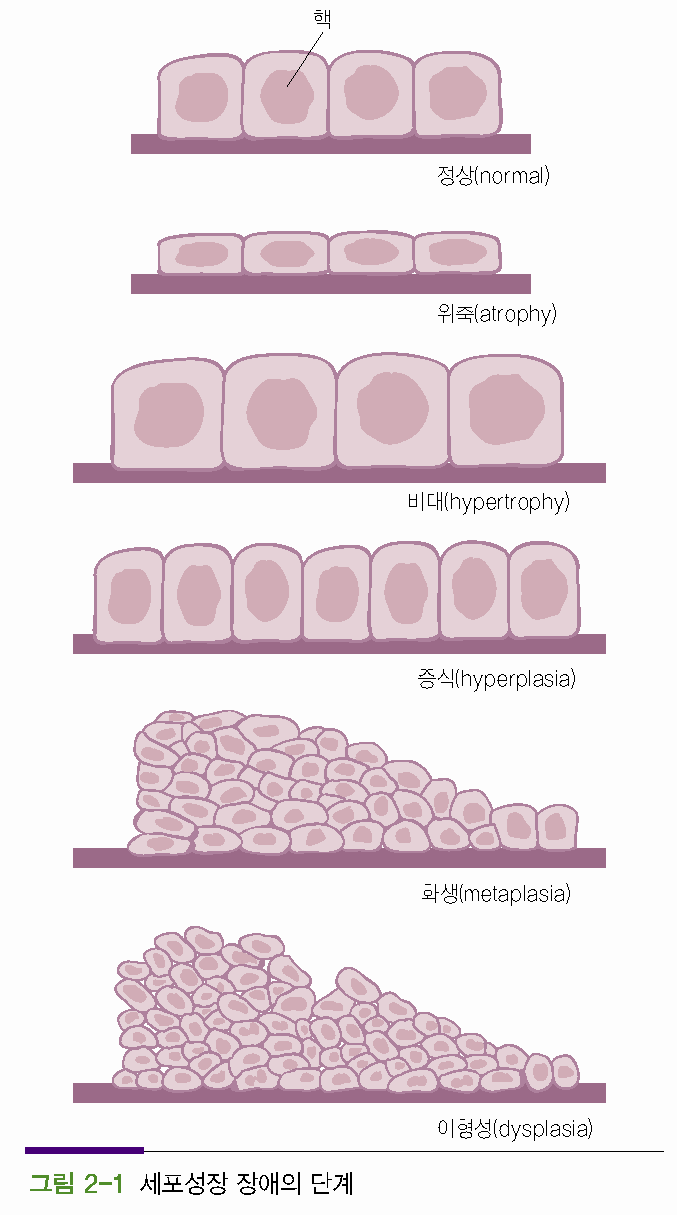 핵
정상(normal)
위죽(atrophy)
비대(hypertrophy)
증식(hyperplasia)
화생(metaplasia)
이형성(dysplasia)
그림 2-1 세포성장 장애의 단계